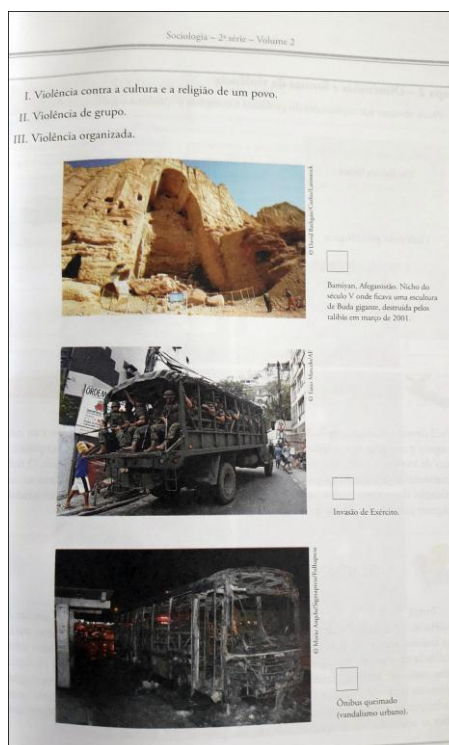 Sociologia – 2ª série – Volume 2
I. Violência contra a cultura e a religião de um povo.
II. Violência de grupo.
III. Violência organizada.
Bamiyan, Afeganistão. Nicho do
século V onde ficava uma escultura
de Buda gigante, destruída pelos
talibãs em março de 2001.
Invasão de Exército.
Ônibus queimado
(vandalismo urbano).